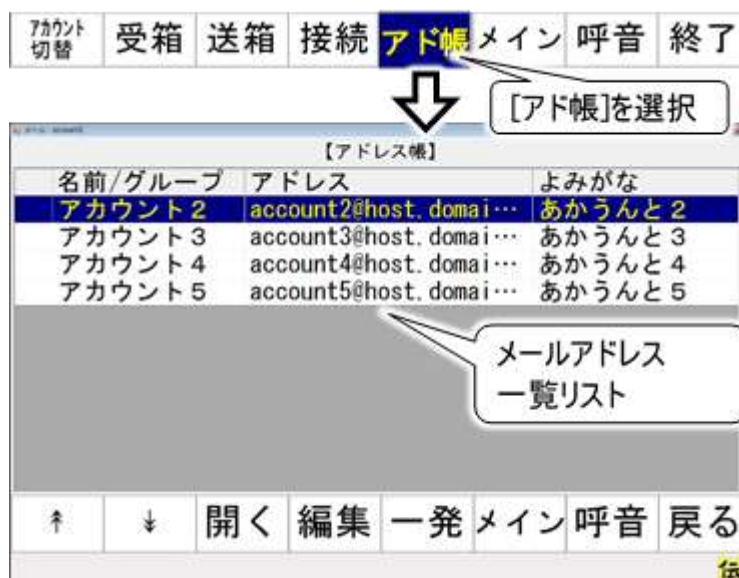 アカウント
切替 受箱 送箱 接続 アド帳 メイン 呼音 終了
[アド帳]を選択
【アドレス帳】
名前/グループ アドレス よみがな
アカウント2 account2@host.domai… あかうんと2
アカウント3 account3@host.domai… あかうんと3
アカウント4 account4@host.domai… あかうんと4
アカウント5 account5@host.domai… あかうんと5
メールアドレス
一覧リスト
↑ ↓ 開く 編集 一発 メイン 呼音 戻る
伝